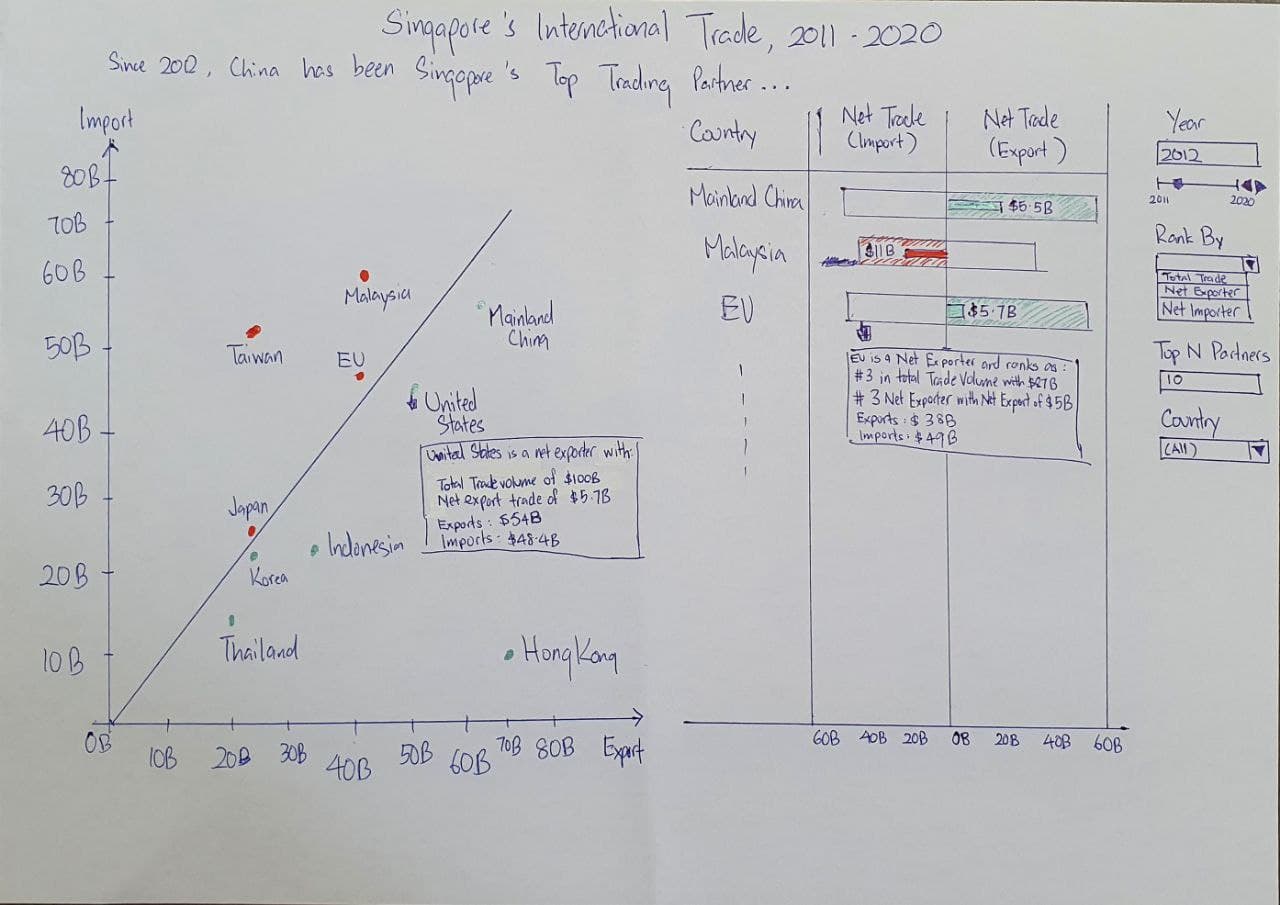 Singapore's International Trade, 2011 - 2020
Since 2012, China has been Singapore's Top Trading Partner...
Import
80B
70B
60B
50B
40B
30B
20B
10B
0B
10B
20B
30B
40B
50B
60B
70B
80B
Export
Malaysia
Taiwan
EU
Mainland
China
United
States
United States is a net exporter with:
Total Trade volume of $100B
Net export trade of $5.7B
Exports : $54B
Imports : $48.4B
Japan
Korea
Indonesia
Thailand
Hong Kong
Country
Net Trade
(Import)
Net Trade
(Export)
Mainland China
$5.5B
Malaysia
$11B
EU
$5.7B
EU is a Net Exporter and ranks as :
#3 in total Trade Volume with $87B
# 3 Net Exporter with Net Export of $5B
Exports : $ 38B
Imports : $49B
60B 40B 20B 0B 20B 40B 60B
Year
2012
2011 2020
Rank By
Total Trade
Net Exporter
Net Importer
Top N Partners
10
Country
(All)